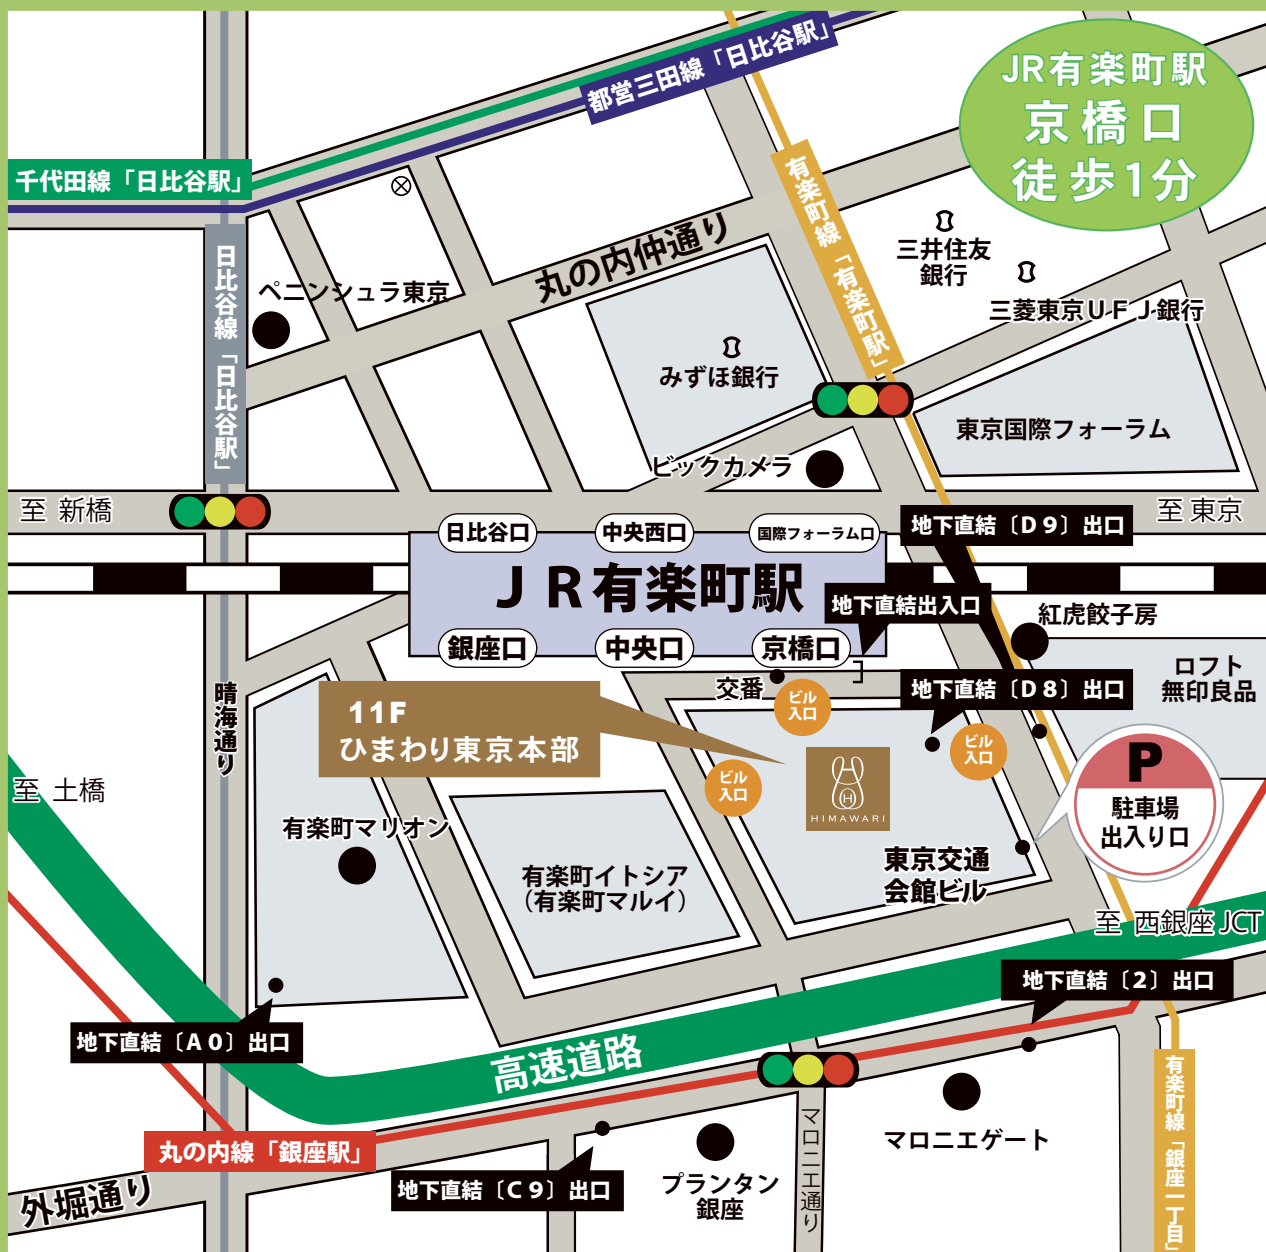 都営三田線「日比谷駅」
JR有楽町駅
京橋口
徒歩1分
千代田線「日比谷駅」
有楽町線「有楽町駅」
丸の内仲通り
三井住友
銀行
日比谷線「日比谷駅」
ペニンシュラ東京
三菱東京UFJ銀行
みずほ銀行
東京国際フォーラム
ビックカメラ
至 新橋
至 東京
日比谷口
中央西口
国際フォーラム口
地下直結〔D9〕出口
JR有楽町駅
地下直結出入口
紅虎餃子房
銀座口
中央口
京橋口
ロフト
無印良品
交番
地下直結〔D8〕出口
ビル
入口
晴海通り
11F
ひまわり東京本部
ビル
入口
P
駐車場
出入り口
ビル
入口
至 土橋
HIMAWARI
有楽町マリオン
東京交通
会館ビル
有楽町イトシア
（有楽町マルイ）
至 西銀座JCT
地下直結〔2〕出口
地下直結〔A0〕出口
高速道路
有楽町線「銀座一丁目」
マロニエ通り
マロニエゲート
丸の内線「銀座駅」
地下直結〔C9〕出口
プランタン
銀座
外堀通り